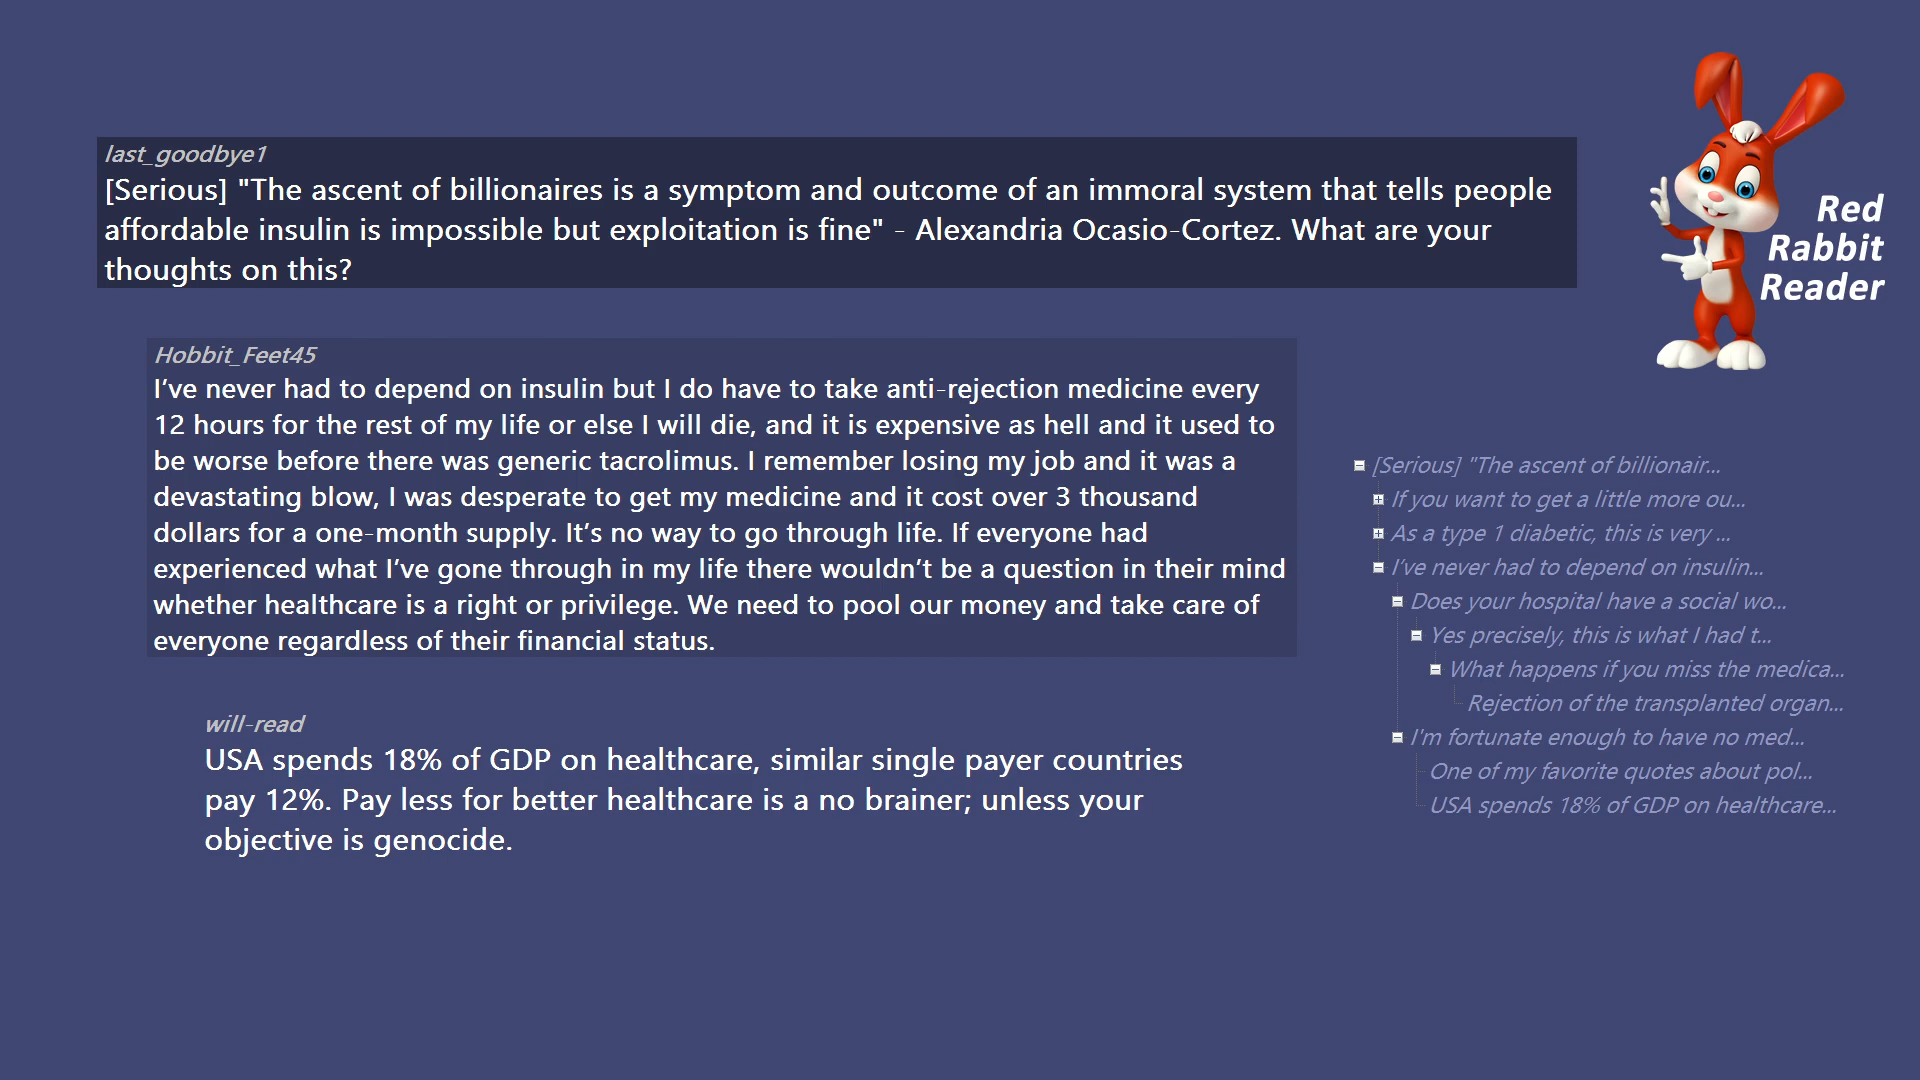 last_goodbye1
[Serious] "The ascent of billionaires is a symptom and outcome of an immoral system that tells people
affordable insulin is impossible but exploitation is fine" - Alexandria Ocasio-Cortez. What are your
thoughts on this?
Red
Rabbit
Reader
Hobbit_Feet45
I’ve never had to depend on insulin but I do have to take anti-rejection medicine every
12 hours for the rest of my life or else I will die, and it is expensive as hell and it used to
be worse before there was generic tacrolimus. I remember losing my job and it was a
devastating blow, I was desperate to get my medicine and it cost over 3 thousand
dollars for a one-month supply. It’s no way to go through life. If everyone had
experienced what I’ve gone through in my life there wouldn’t be a question in their mind
whether healthcare is a right or privilege. We need to pool our money and take care of
everyone regardless of their financial status.
will-read
USA spends 18% of GDP on healthcare, similar single payer countries
pay 12%. Pay less for better healthcare is a no brainer; unless your
objective is genocide.
[Serious] "The ascent of billionair...
If you want to get a little more ou...
As a type 1 diabetic, this is very ...
I’ve never had to depend on insulin...
Does your hospital have a social wo...
Yes precisely, this is what I had t...
What happens if you miss the medica...
Rejection of the transplanted organ...
I'm fortunate enough to have no med...
One of my favorite quotes about pol...
USA spends 18% of GDP on healthcare...